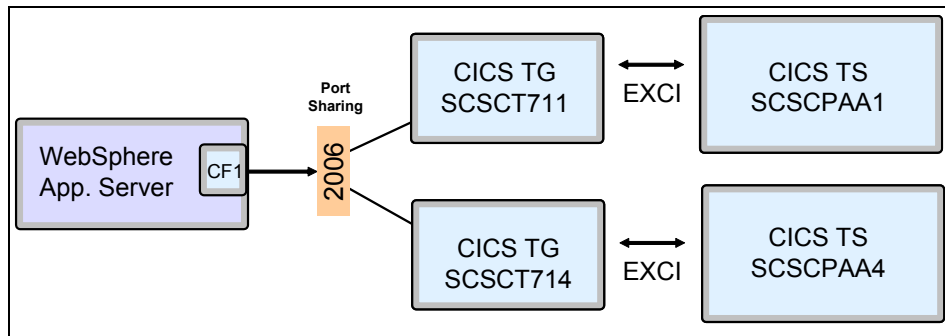 WebSphere
App. Server
CF1
Port
Sharing
2006
CICS TG
SCSCT711
EXCI
CICS TS
SCSCPAA1
CICS TG
SCSCT714
EXCI
CICS TS
SCSCPAA4